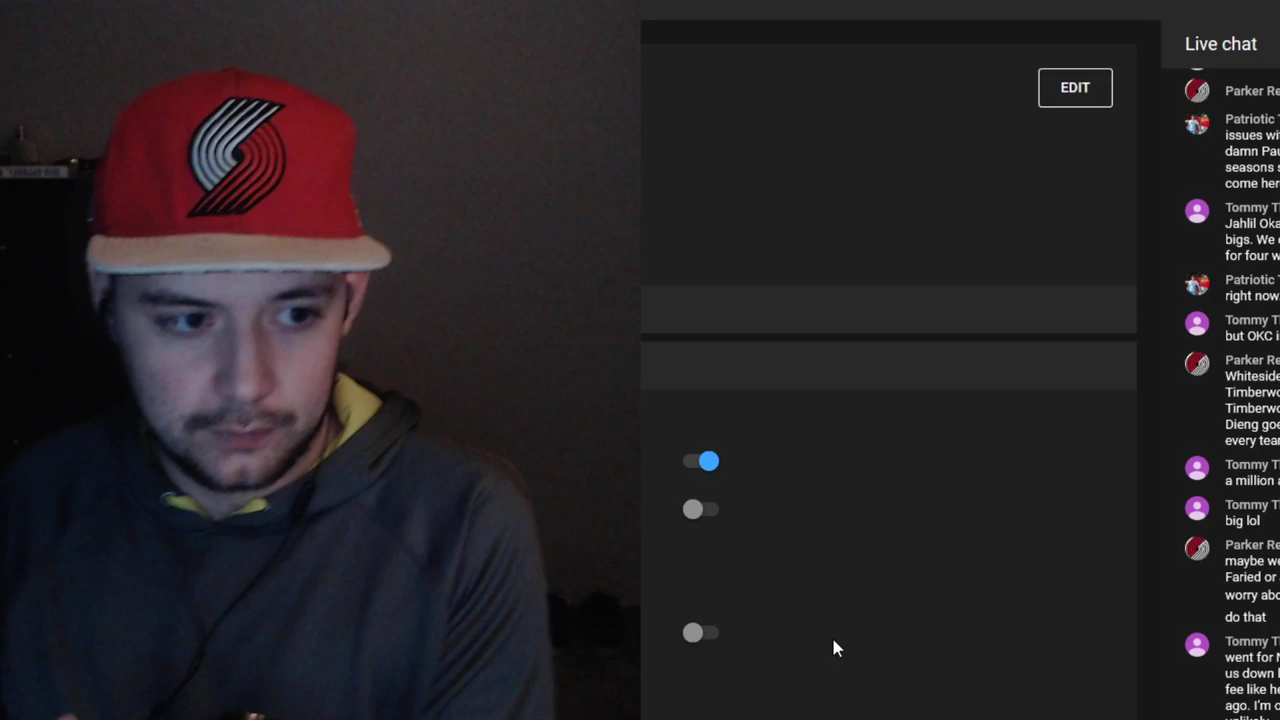 Live chat
EDIT
Parker Re
Patriotic
issues wi
damn Pau
seasons s
come her
Tommy T
Jahlil Oka
bigs. We
for four w
Patriotic
right now
Tommy T
but OKC i
Parker Re
Whiteside
Timberwo
Timberwo
Dieng goe
every tea
Tommy T
a million a
Tommy T
big lol
Parker Re
maybe we
Faried or
worry abo
do that
Tommy T
went for
us down
fee like he
ago. I'm